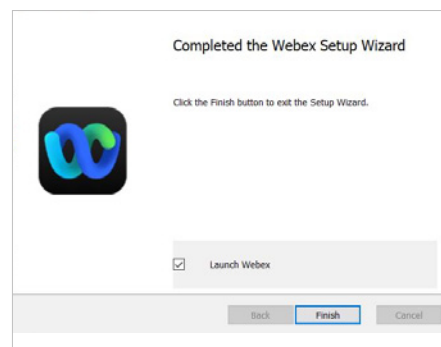 Completed the Webex Setup Wizard
Click the Finish button to exit the Setup Wizard.
Launch Webex
Back Finish Cancel